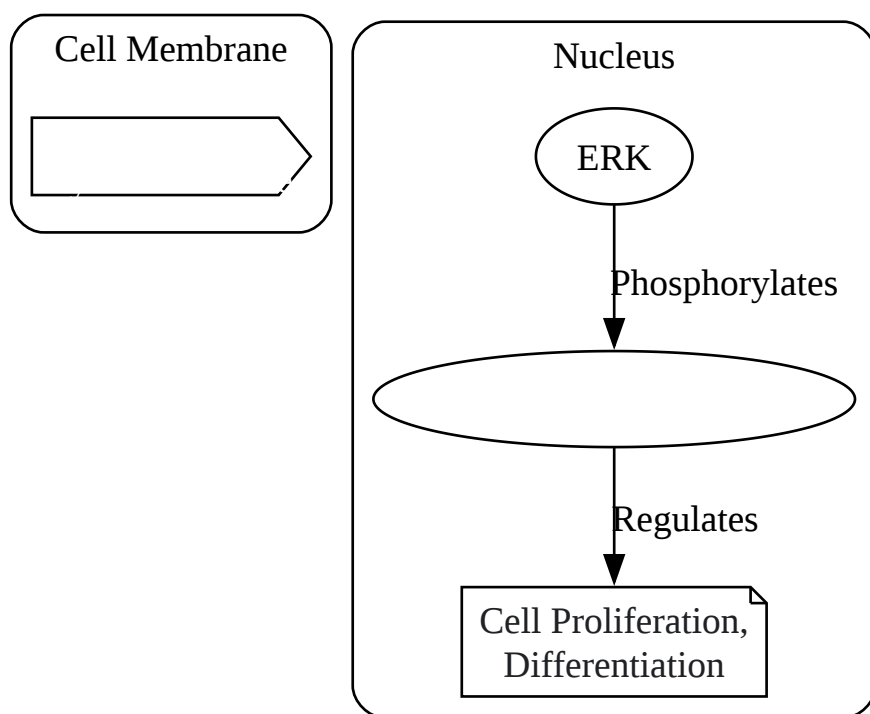 Cell Membrane
Nucleus
ERK
Phosphorylates
Regulates
Cell Proliferation,
Differentiation